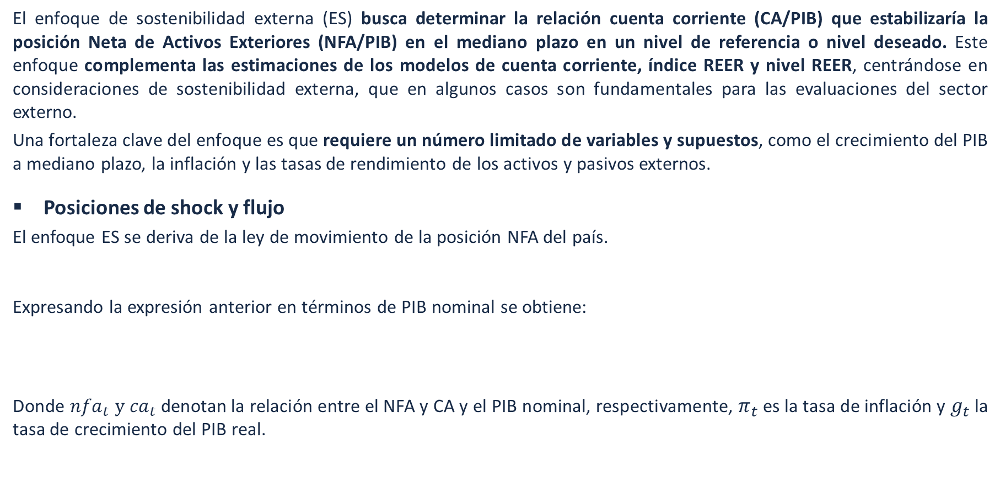 El enfoque de sostenibilidad externa (ES) busca determinar la relación cuenta corriente (CA/PIB) que estabilizaría la
posición Neta de Activos Exteriores (NFA/PIB) en el mediano plazo en un nivel de referencia o nivel deseado. Este
enfoque complementa las estimaciones de los modelos de cuenta corriente, índice REER y nivel REER, centrándose en
consideraciones de sostenibilidad externa, que en algunos casos son fundamentales para las evaluaciones del sector
externo.
Una fortaleza clave del enfoque es que requiere un número limitado de variables y supuestos, como el crecimiento del PIB
a mediano plazo, la inflación y las tasas de rendimiento de los activos y pasivos externos.
▪ Posiciones de shock y flujo
El enfoque ES se deriva de la ley de movimiento de la posición NFA del país.
Expresando la expresión anterior en términos de PIB nominal se obtiene:
Donde $nfa_t$ y $ca_t$ denotan la relación entre el NFA y CA y el PIB nominal, respectivamente, $\pi_t$ es la tasa de inflación y $g_t$ la
tasa de crecimiento del PIB real.